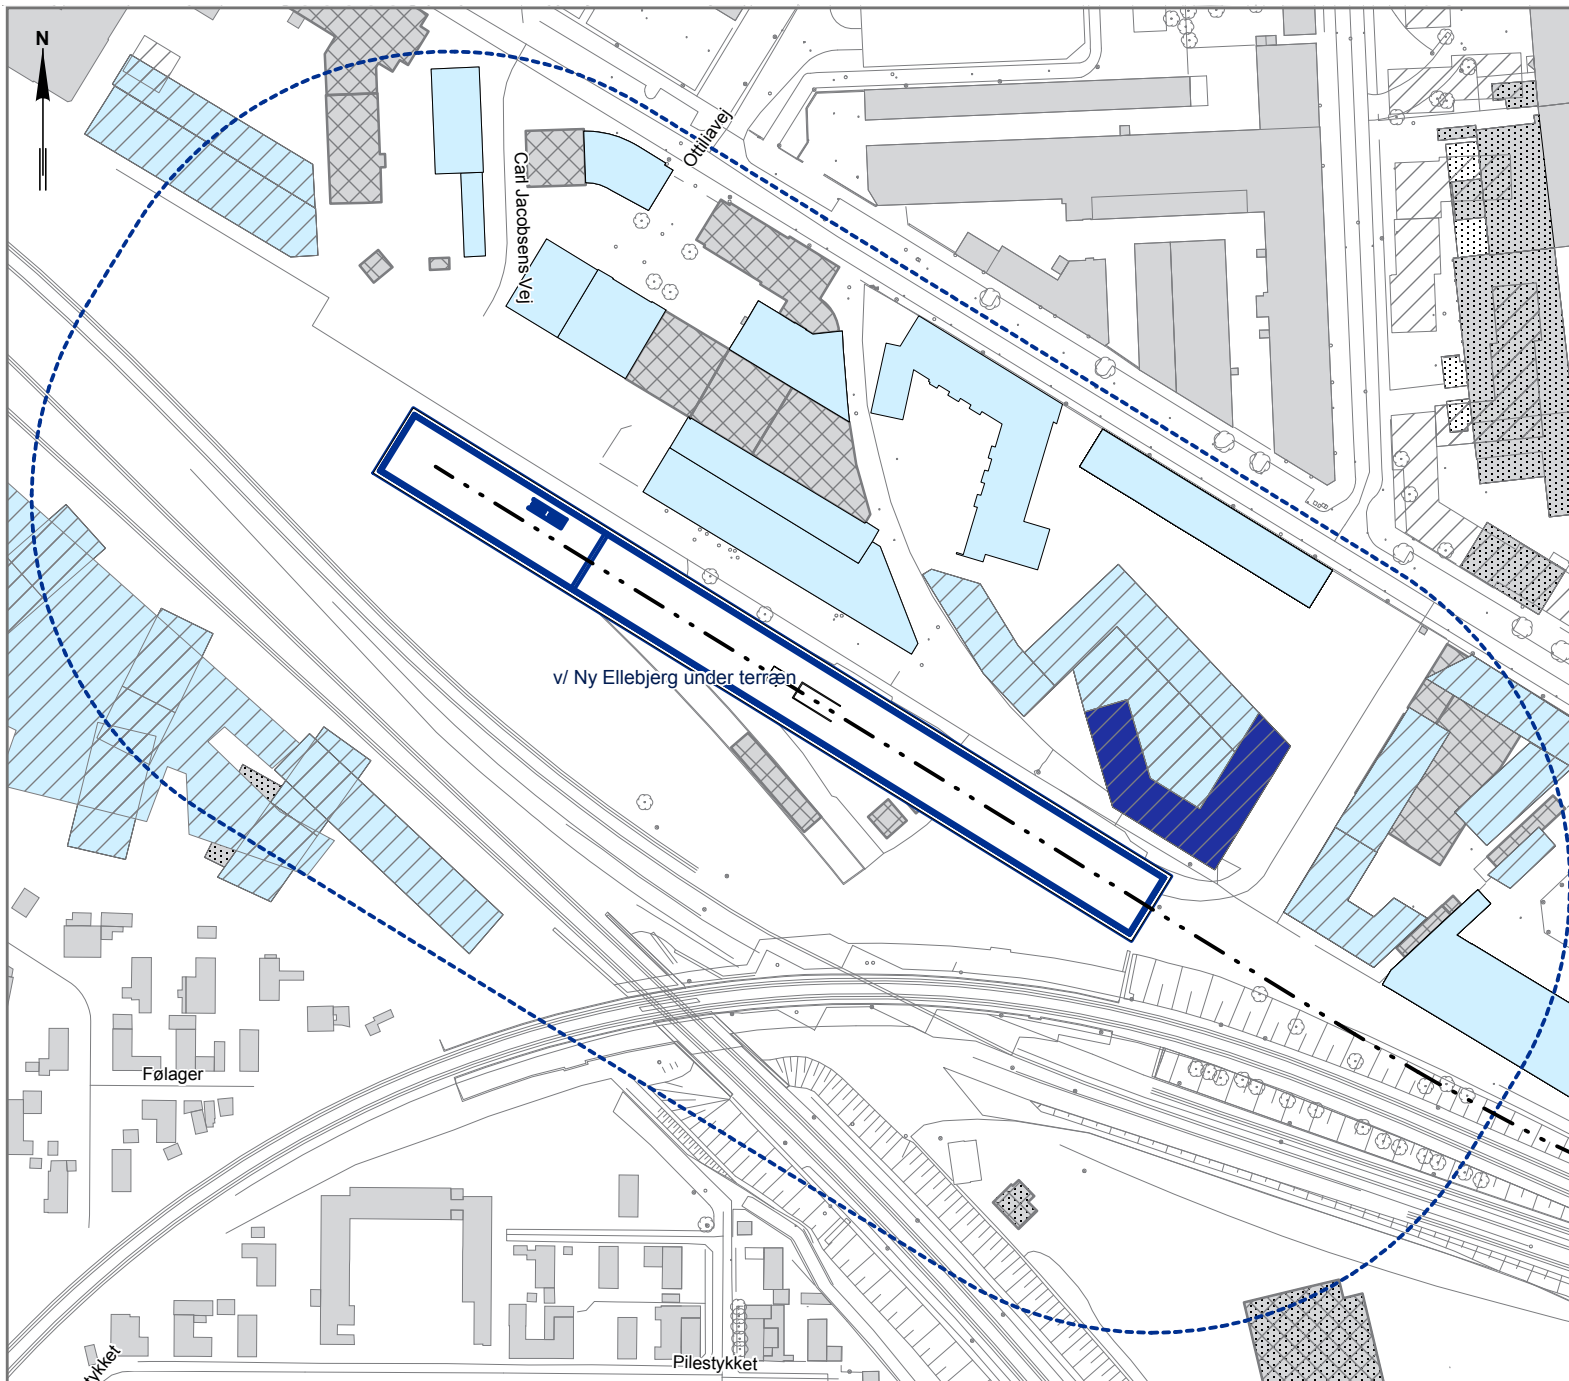 N
Ottiliavej
Carl Jacobsens Vej
v/ Ny Ellebjerg under terræn
Følager
Pilestykket